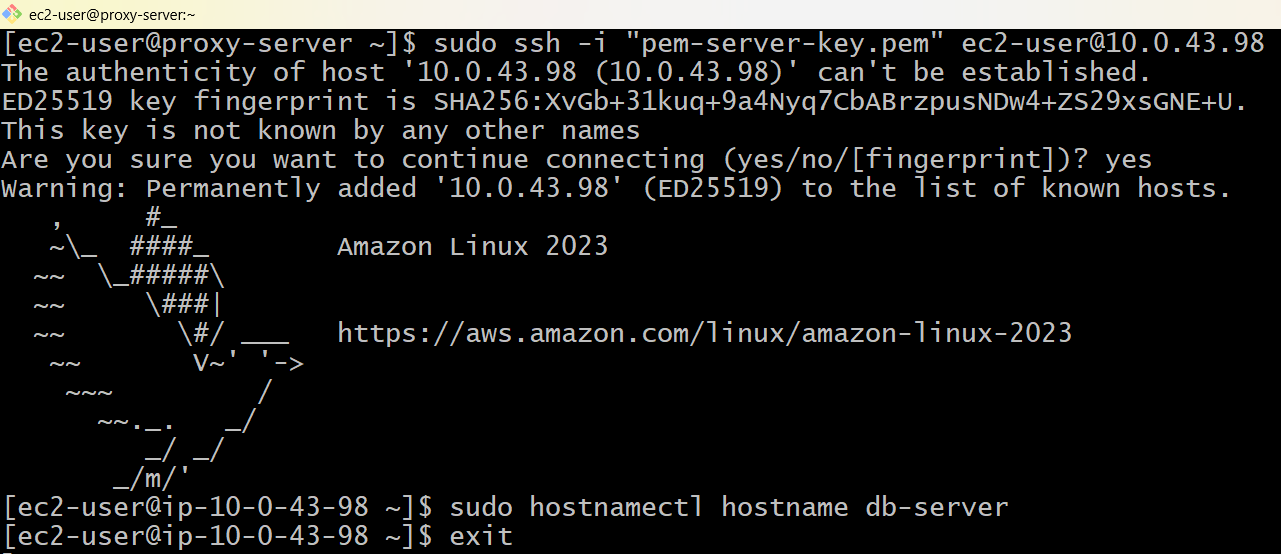 ec2-user@proxy-server:~
[ec2-user@proxy-server ~]$ sudo ssh -i "pem-server-key.pem" ec2-user@10.0.43.98
The authenticity of host '10.0.43.98 (10.0.43.98)' can't be established.
ED25519 key fingerprint is SHA256:XvGb+31kuq+9a4Nyq7CbABrzpusNDw4+ZS29xsGNE+U.
This key is not known by any other names
Are you sure you want to continue connecting (yes/no/[fingerprint])? yes
Warning: Permanently added '10.0.43.98' (ED25519) to the list of known hosts.
   ,     #_
   ~\_  ####_        Amazon Linux 2023
  ~~  \_#####\
  ~~     \###|
  ~~       \#/ ___   https://aws.amazon.com/linux/amazon-linux-2023
   ~~       V~' '->
    ~~~         /
      ~~._.   _/
         _/ _/
       _/m/'
[ec2-user@ip-10-0-43-98 ~]$ sudo hostnamectl hostname db-server
[ec2-user@ip-10-0-43-98 ~]$ exit